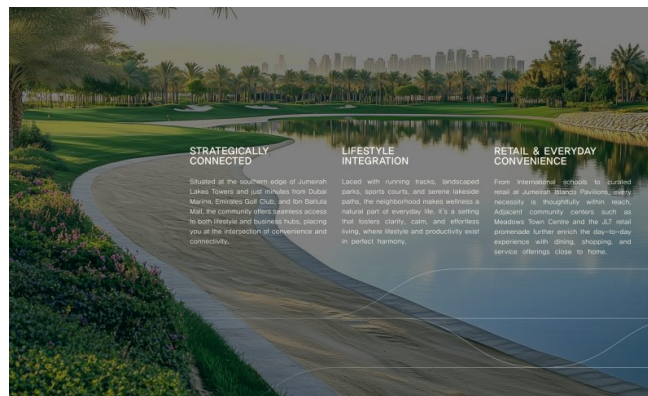 STRATEGICALLY
CONNECTED
Situated at the southern edge of Jumeirah
Lakes Towers and just minutes from Dubai
Marina, Emirates Golf Club, and Ibn Battuta
Mall, the community offers seamless access
to both lifestyle and business hubs, placing
you at the intersection of convenience and
connectivity.
LIFESTYLE
INTEGRATION
Laced with running tracks, landscaped
parks, sports courts, and serene lakeside
paths, the neighborhood makes wellness a
natural part of everyday life. It's a setting
that fosters clarity, calm, and effortless
living, where lifestyle and productivity exist
in perfect harmony.
RETAIL & EVERYDAY
CONVENIENCE
From international schools to curated
retail at Jumeirah Islands Pavilions, every
necessity is thoughtfully within reach.
Adjacent community centers such as
Meadows Town Centre and the JLT retail
promenade further enrich the day-to-day
experience with dining, shopping, and
service offerings close to home.